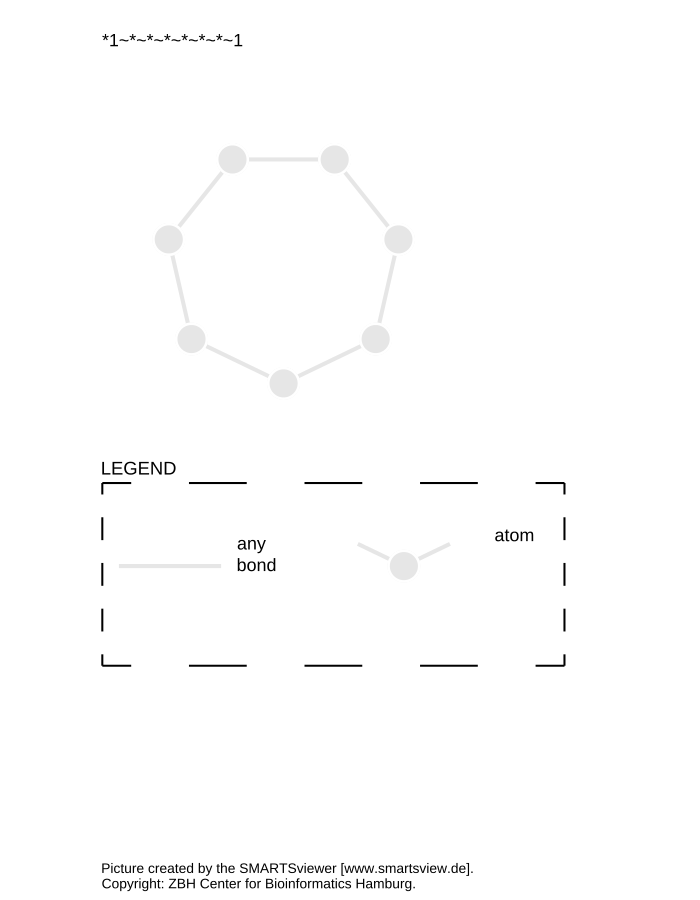 *1~*~*~*~*~*~*~1
LEGEND
any
bond
atom
Picture created by the SMARTSviewer [www.smartsview.de].
Copyright: ZBH Center for Bioinformatics Hamburg.